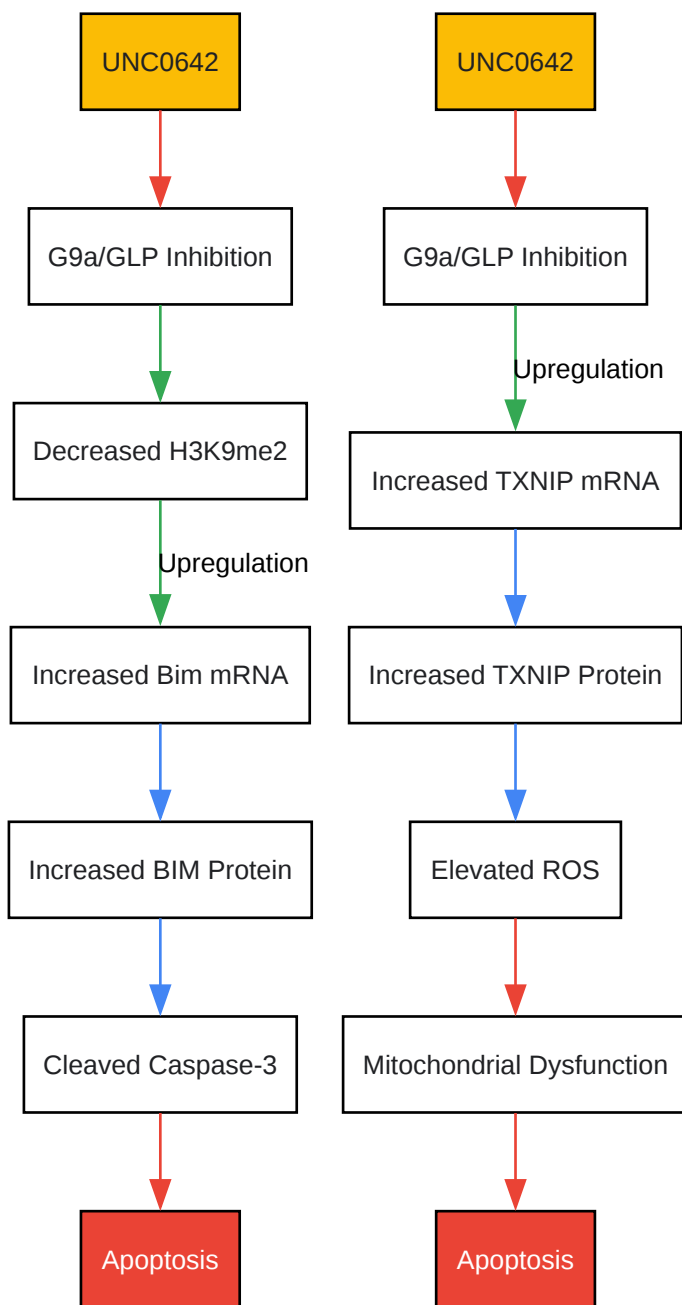 UNC0642
G9a/GLP Inhibition
Decreased H3K9me2
Upregulation
Increased Bim mRNA
Increased BIM Protein
Cleaved Caspase-3
Apoptosis
UNC0642
G9a/GLP Inhibition
Upregulation
Increased TXNIP mRNA
Increased TXNIP Protein
Elevated ROS
Mitochondrial Dysfunction
Apoptosis